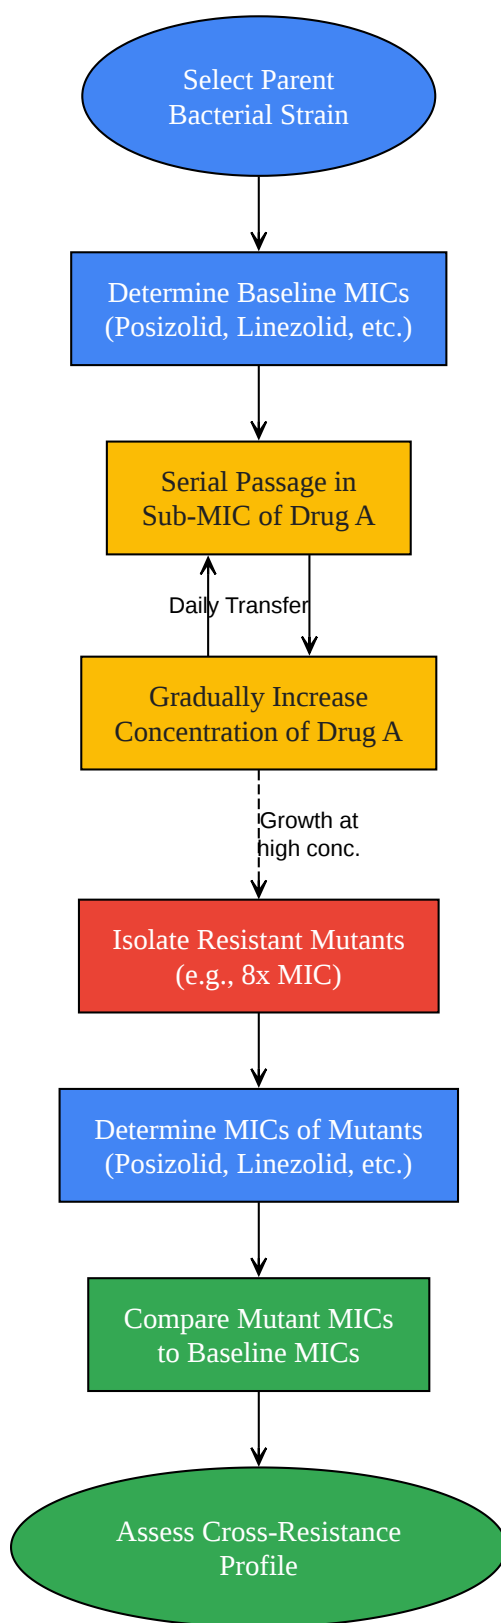 Select Parent
Bacterial Strain
Determine Baseline MICs
(Posizolid, Linezolid, etc.)
Serial Passage in
Sub-MIC of Drug A
Daily Transfer
Gradually Increase
Concentration of Drug A
Growth at
high conc.
Isolate Resistant Mutants
(e.g., 8x MIC)
Determine MICs of Mutants
(Posizolid, Linezolid, etc.)
Compare Mutant MICs
to Baseline MICs
Assess Cross-Resistance
Profile